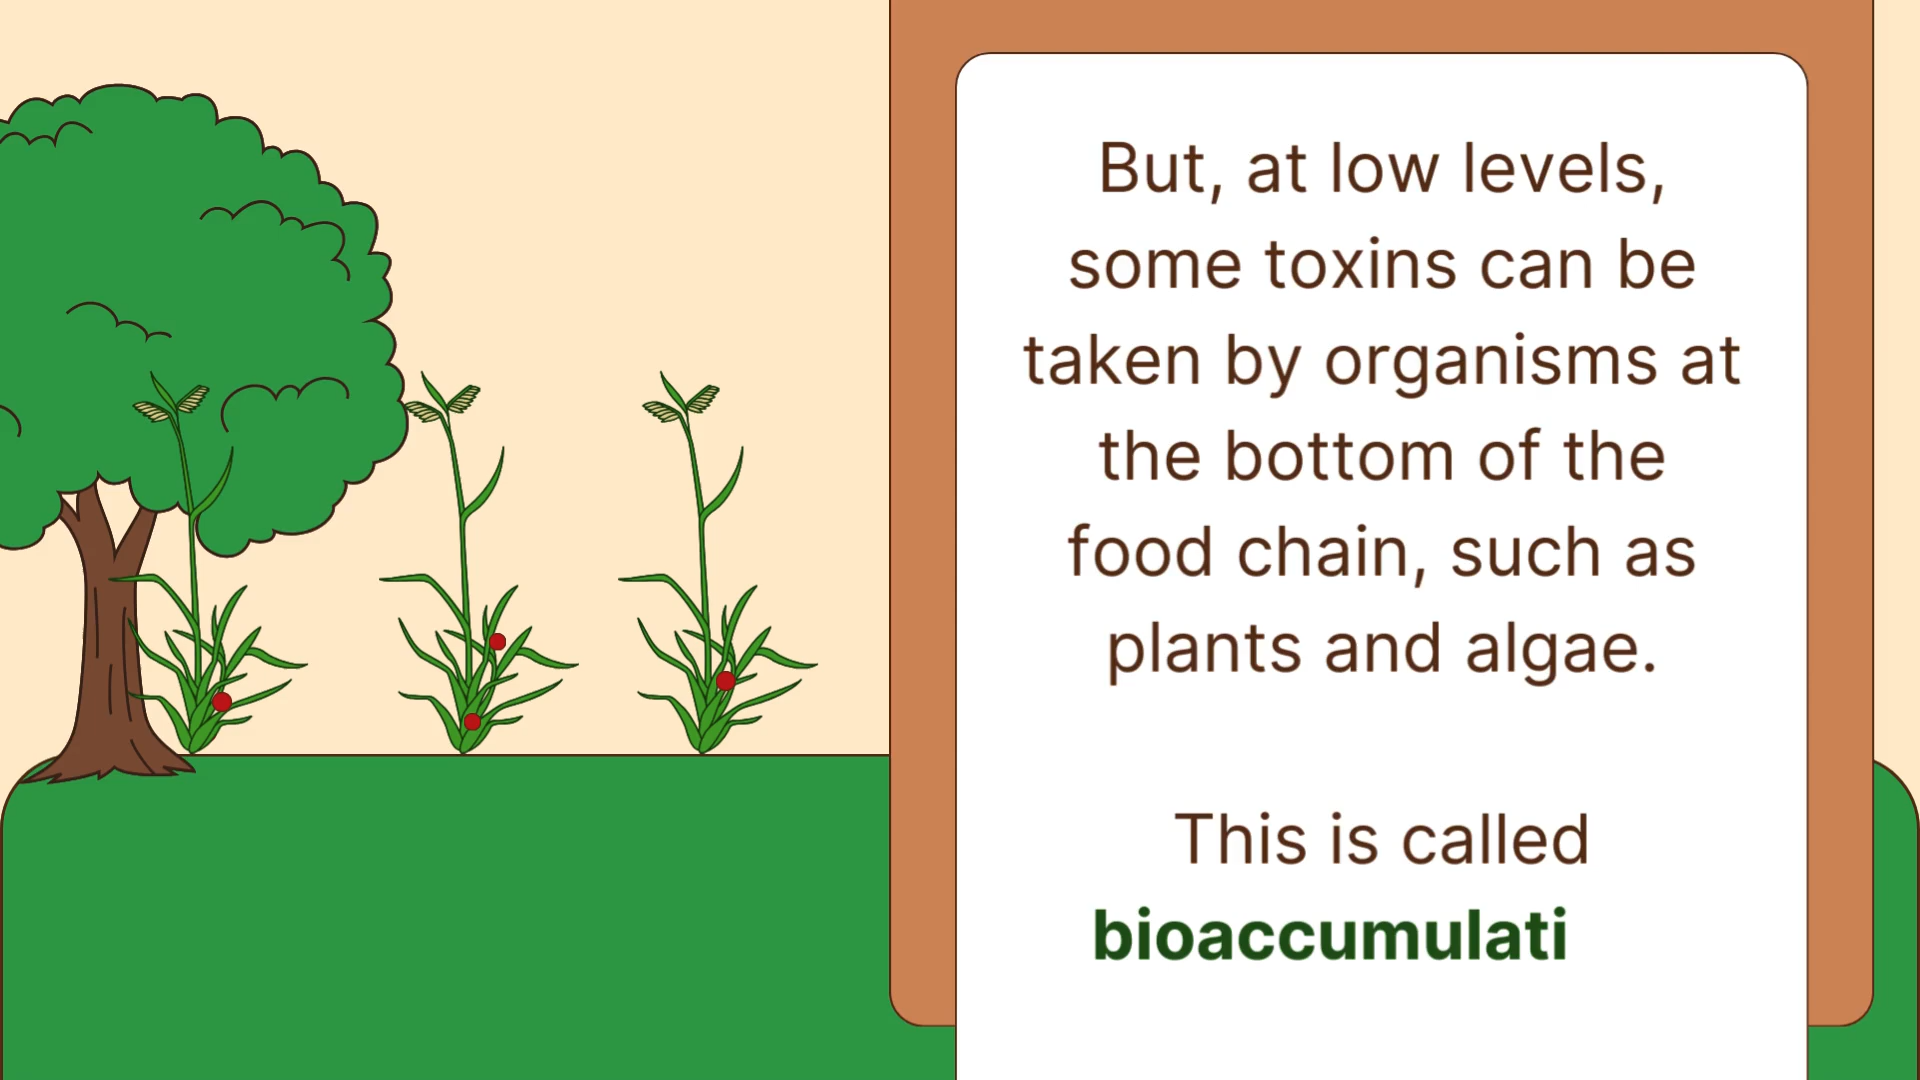 But, at low levels,
some toxins can be
taken by organisms at
the bottom of the
food chain, such as
plants and algae.
This is called
bioaccumulati